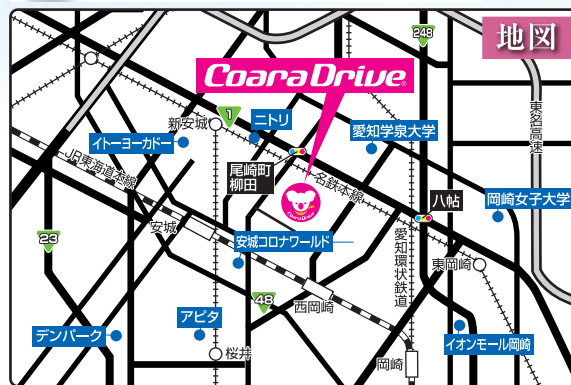 地図
248
Coara Drive
1
ニトリ
新安城
東名高速
イトーヨーカドー
愛知学泉大学
JR東海道本線
尾崎町
柳田
名鉄本線
八帖
岡崎女子大学
CoaraDrive
安城
23
安城コロナワールド
愛知環状鉄道
東岡崎
48
西岡崎
アピタ
デンパーク
イオンモール岡崎
桜井
岡崎